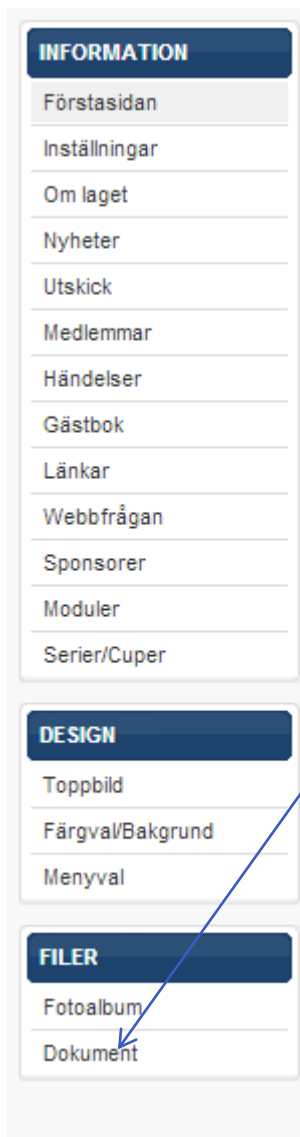 INFORMATION
Förstasidan
Inställningar
Om laget
Nyheter
Utskick
Medlemmar
Händelser
Gästbok
Länkar
Webbfrågan
Sponsorer
Moduler
Serier/Cuper
DESIGN
Toppbild
Färgval/Bakgrund
Menyval
FILER
Fotoalbum
Dokument